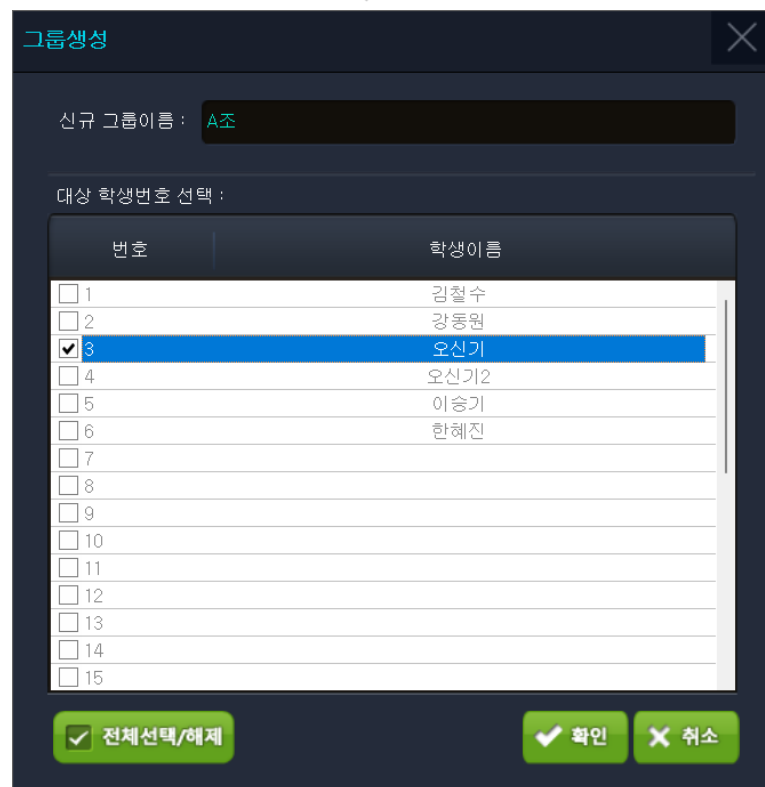 그룹생성
신규 그룹이름 : A조
대상 학생번호 선택 :
번호 학생이름
1 김철수
2 강동원
3 오신기
4 오신기2
5 이승기
6 한혜진
7
8
9
10
11
12
13
14
15
전체선택/해제 확인 취소